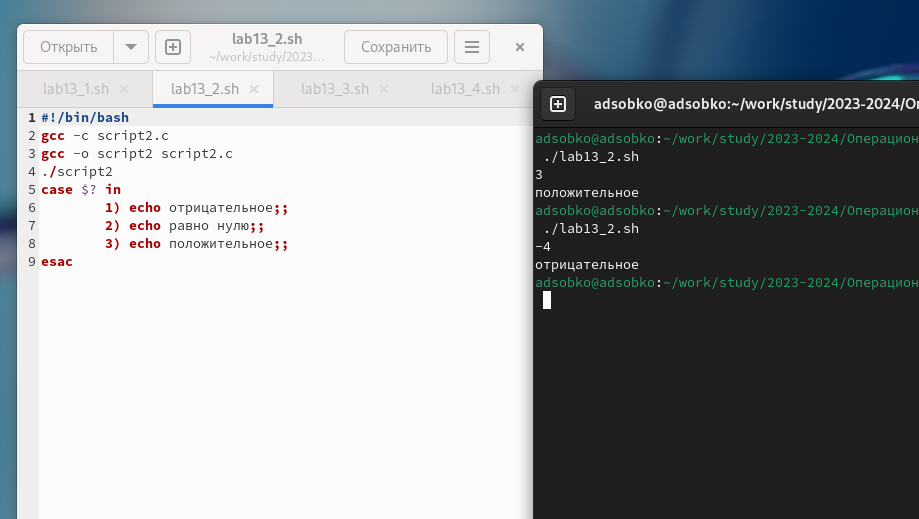 Открыть
lab13_2.sh
~/work/study/2023…
Сохранить
lab13_1.sh
lab13_2.sh
lab13_3.sh
lab13_4.sh
1 #!/bin/bash
2 gcc -c script2.c
3 gcc -o script2 script2.c
4 ./script2
5 case $? in
6 1) echo отрицательное;;
7 2) echo равно нулю;;
8 3) echo положительное;;
9 esac
adsobko@adsobko:~/work/study/2023-2024/О
adsobko@adsobko:~/work/study/2023-2024/Операцион
./lab13_2.sh
3
положительное
adsobko@adsobko:~/work/study/2023-2024/Операцион
./lab13_2.sh
-4
отрицательное
adsobko@adsobko:~/work/study/2023-2024/Операцион